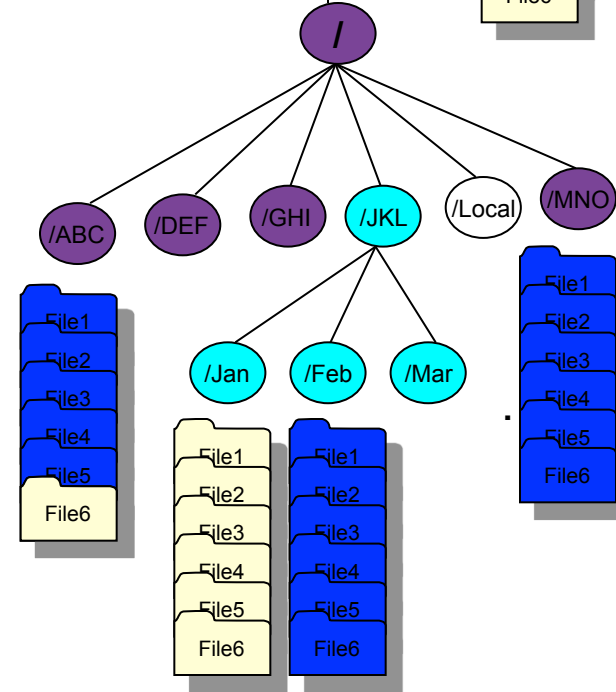 /
/ABC
/DEF
/GHI
/JKL
/Local
/MNO
File1
File2
File3
File4
File5
File6
/Jan
/Feb
/Mar
File1
File2
File3
File4
File5
File6
.
File1
File2
File3
File4
File5
File6
File1
File2
File3
File4
File5
File6